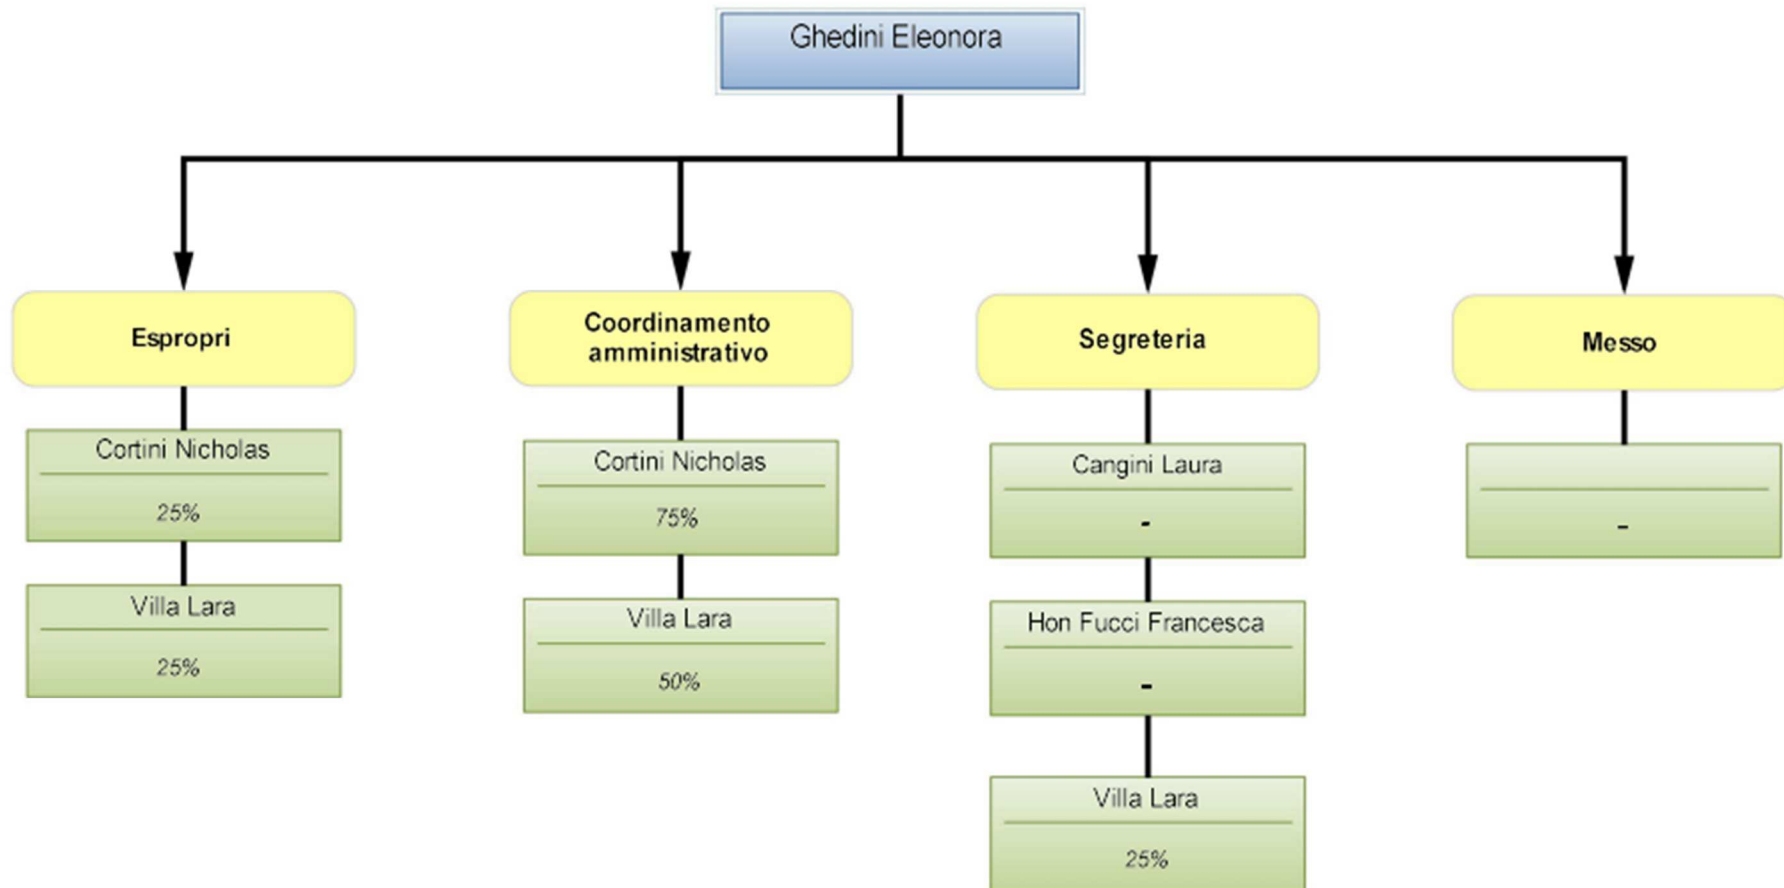 Ghedini Eleonora
Espropri
Cortini Nicholas
25%
Villa Lara
25%
Coordinamento
amministrativo
Cortini Nicholas
75%
Villa Lara
50%
Segreteria
Cangini Laura
-
Hon Fucci Francesca
-
Villa Lara
25%
Messo
-